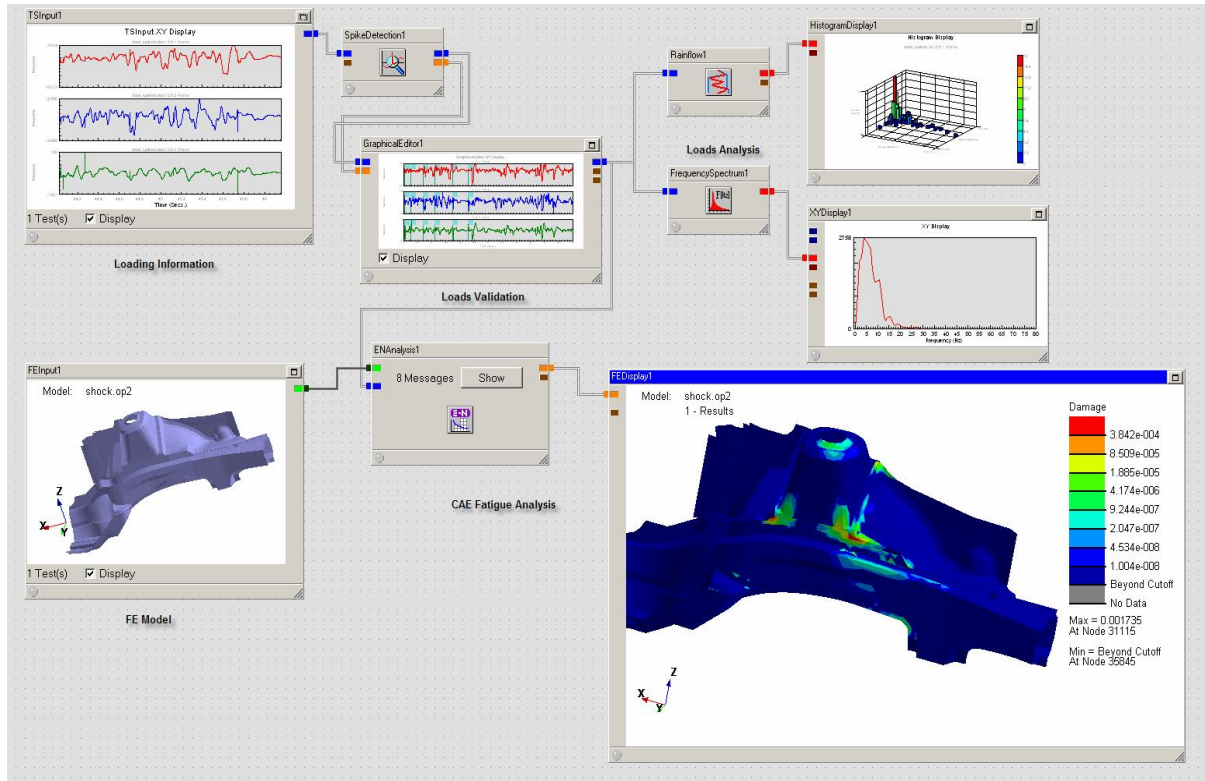 TSInput1
TSInput XY Display
Time (Secs.)
1 Test(s)
Display
Loading Information
SpikeDetection1
GraphicalEditor1
GraphicalEditor XY Display
Display
Loads Validation
Rainflow1
Loads Analysis
FrequencySpectrum1
HistogramDisplay1
Histogram Display
XYDisplay1
XY Display
2758
0
0 5 10 15 20 25 30 35 40 45 50 55 60 65 70 75 80
Frequency (Hz)
FEInput1
Model: shock.op2
Z
X
Y
1 Test(s)
Display
FE Model
ENAnalysis1
8 Messages
Show
E-N
CAE Fatigue Analysis
FEDisplay1
Model: shock.op2
1 - Results
Z
X
Y
Damage
3.842e-004
8.509e-005
1.885e-005
4.174e-006
9.244e-007
2.047e-007
4.534e-008
1.004e-008
Beyond Cutoff
No Data
Max = 0.001735
At Node 31115
Min = Beyond Cutoff
At Node 35845